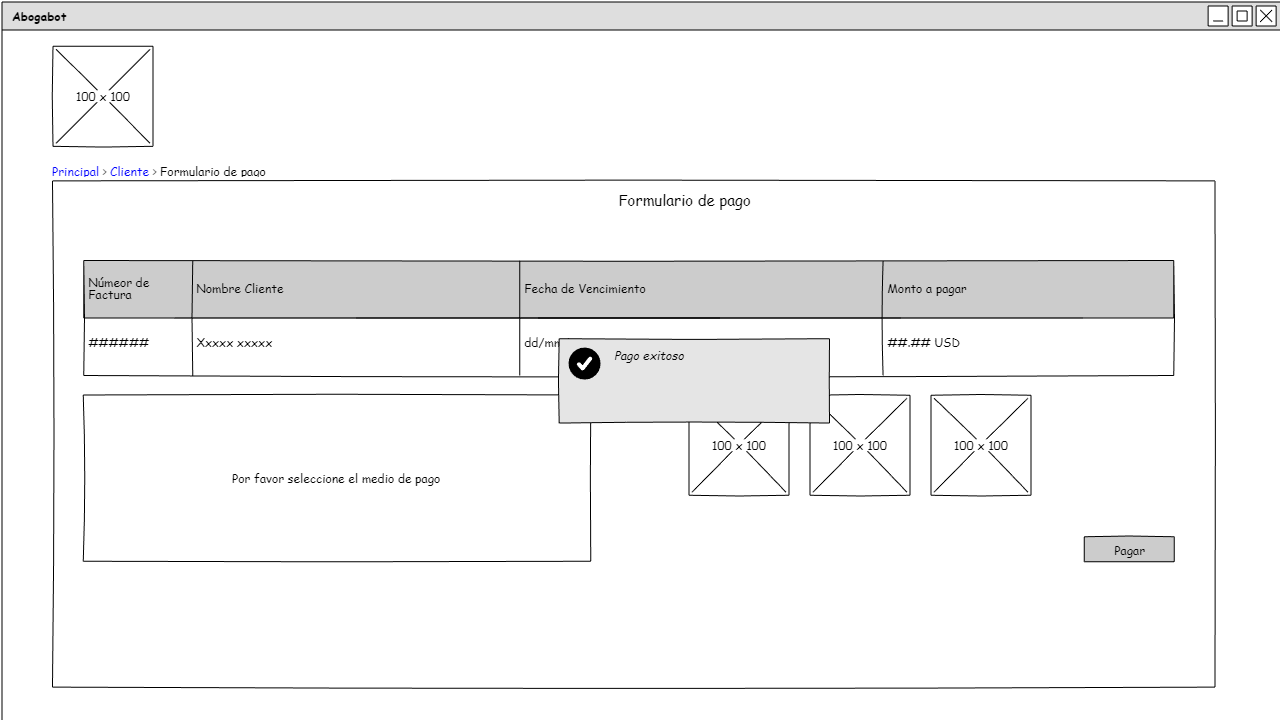 Abogabot
100 x 100
Principal > Cliente > Formulario de pago
Formulario de pago
Númeor de
Factura
Nombre Cliente
Fecha de Vencimiento
Monto a pagar
######
Xxxxx xxxxx
dd/mm
##.## USD
Pago exitoso
100 x 100
100 x 100
100 x 100
Por favor seleccione el medio de pago
Pagar